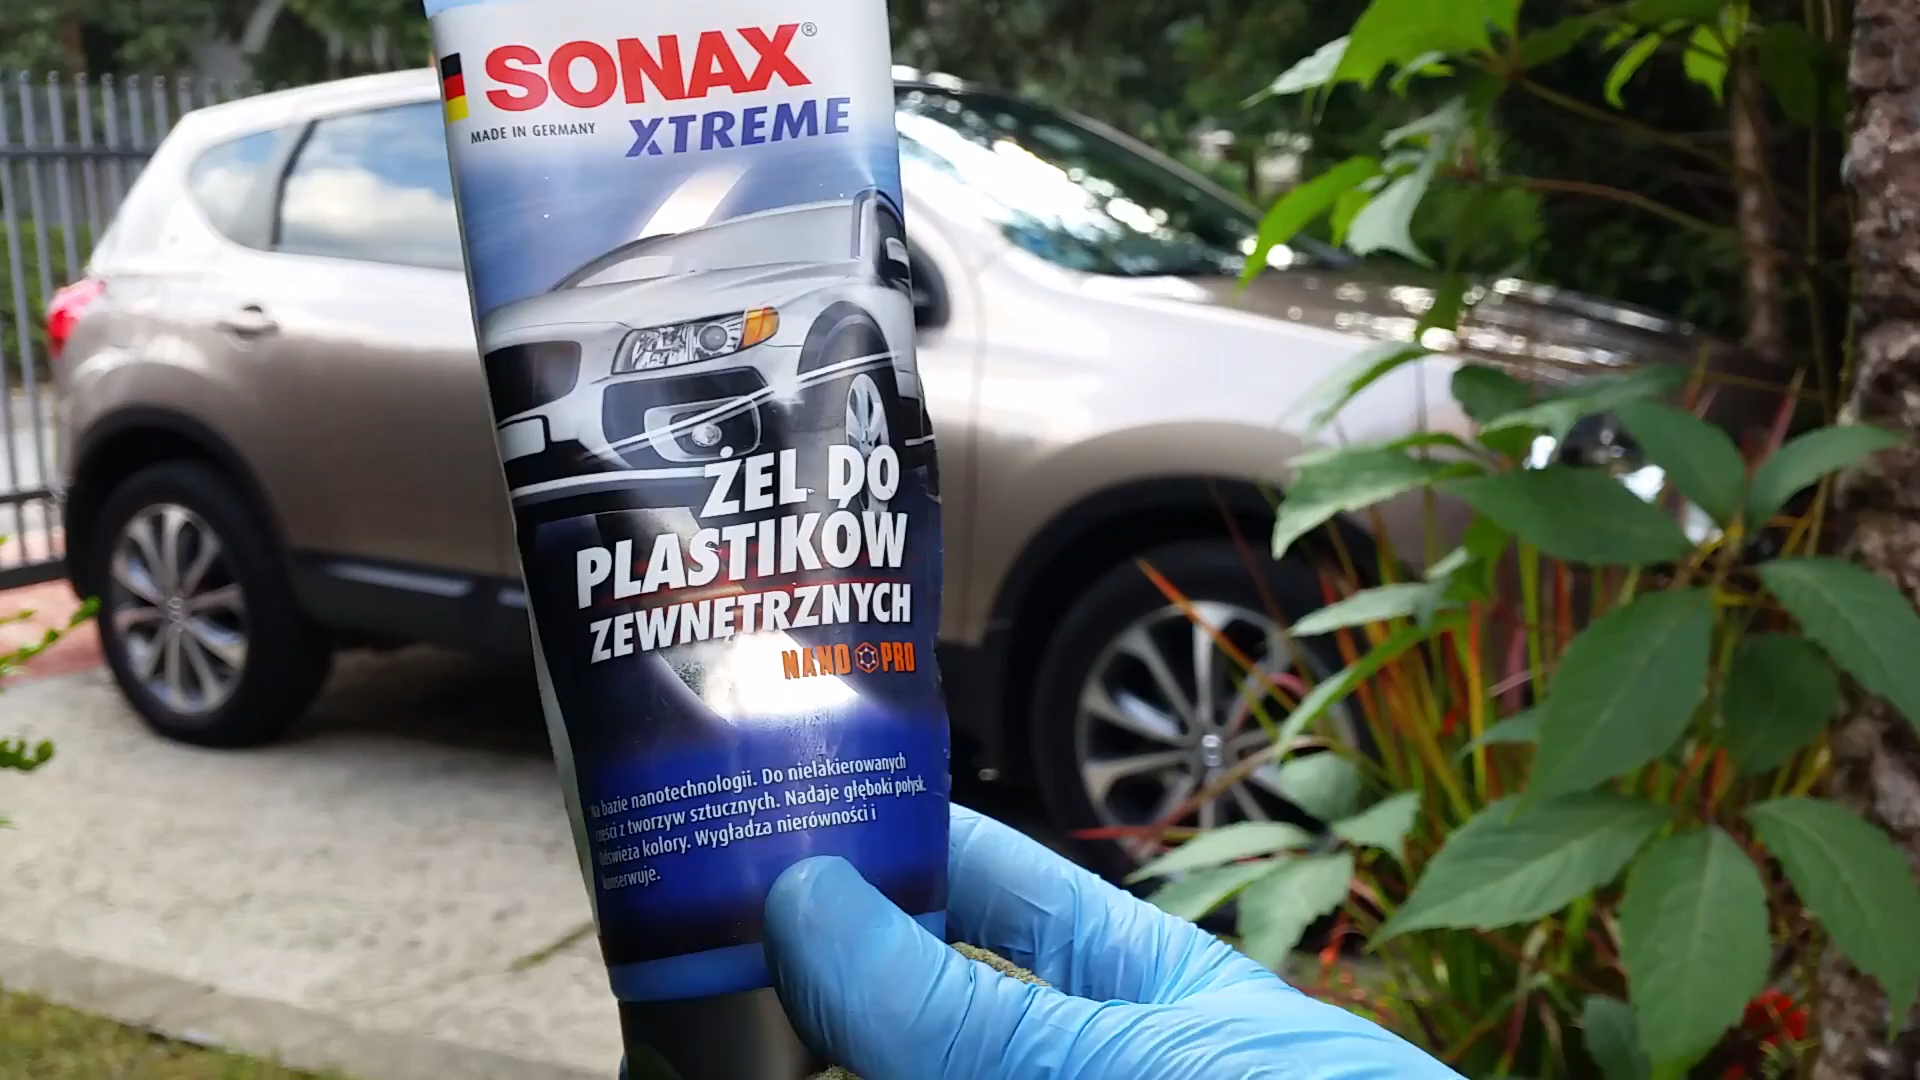 SONAX®
MADE IN GERMANY
XTREME
ŻEL DO
PLASTIKÓW
ZEWNĘTRZNYCH
NANO PRO
Na bazie nanotechnologii. Do nielakierowanych
części z tworzyw sztucznych. Nadaje głęboki połysk.
Odświeża kolory. Wygładza nierówności i
konserwuje.